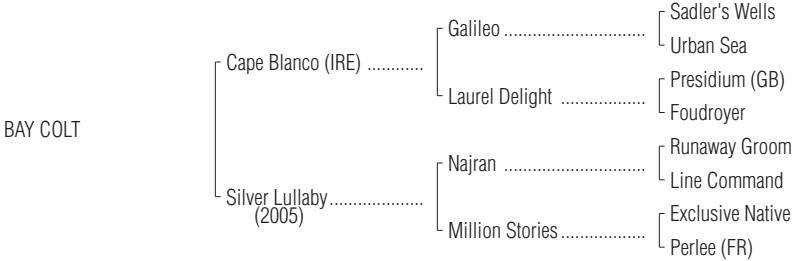 Sadler's Wells
Galileo ..............................
Urban Sea
Cape Blanco (IRE) ............
Presidium (GB)
Laurel Delight ..................
Foudroyer
BAY COLT
Runaway Groom
Najran ..............................
Line Command
Silver Lullaby....................
(2005)
Exclusive Native
Million Stories..................
Perlee (FR)